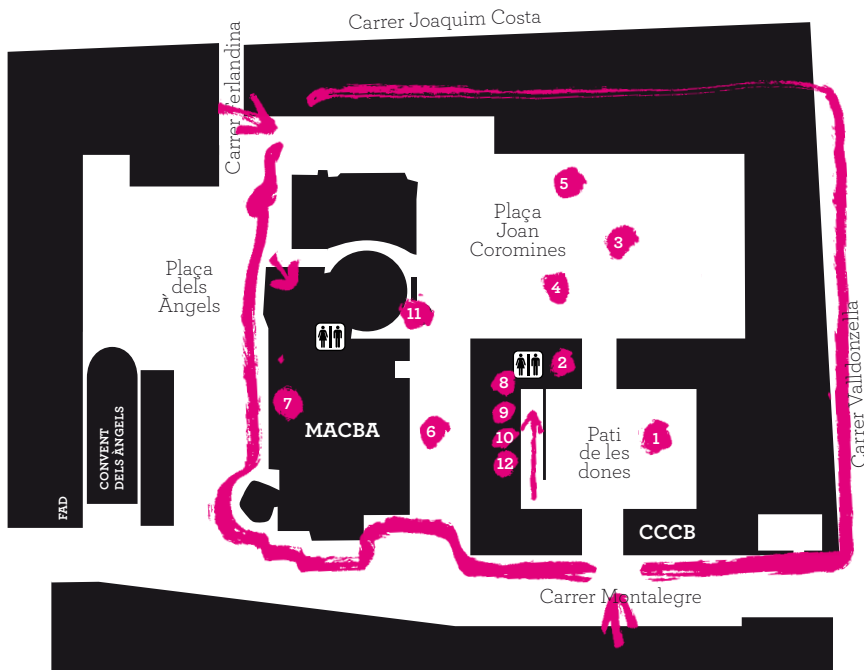 Carrer Joaquim Costa
Carrer Ferlandina
5
Plaça
Joan
Coromines
3
Plaça
dels
Àngels
4
11
2
8
7
9
MACBA
6
10
12
Pati
de les
dones
1
Carrer Valldonzella
CONVENT
DELS ÀNGELS
FAD
CCCB
Carrer Montalegre